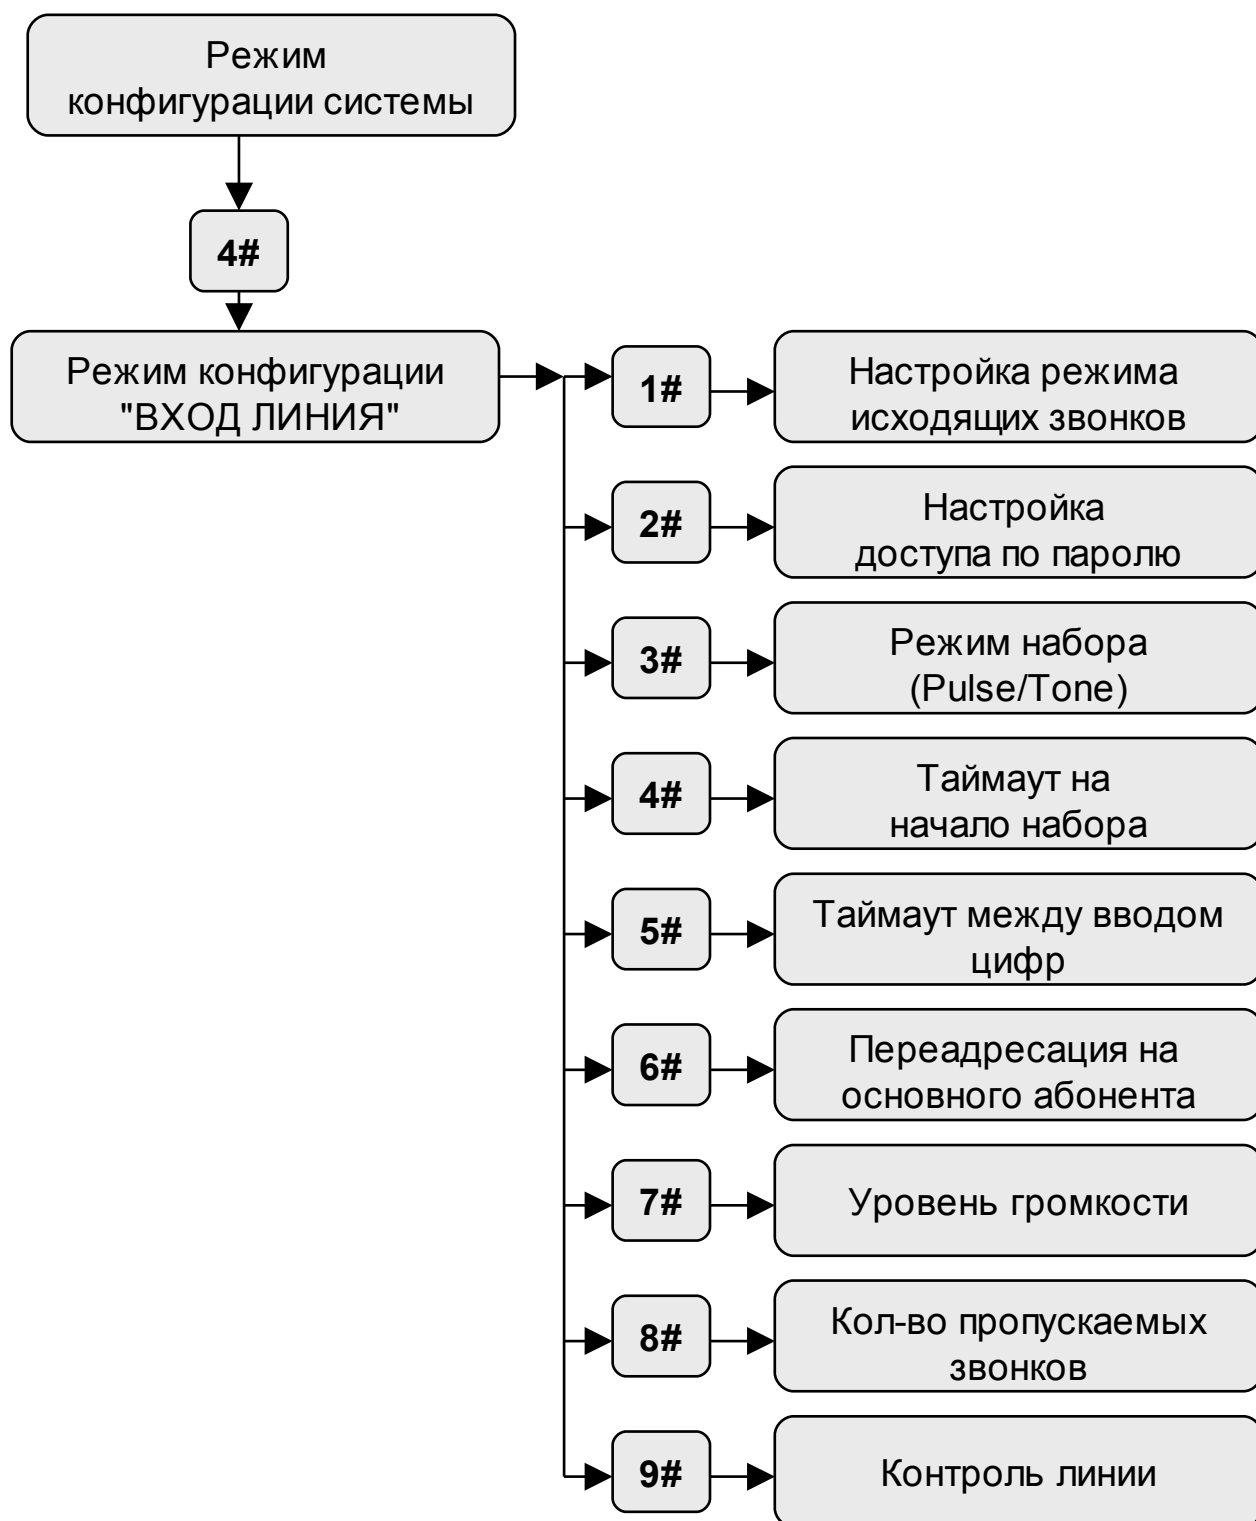 Режим
конфигурации системы
4#
Режим конфигурации
"ВХОД ЛИНИЯ"
1#
Настройка режима
исходящих звонков
2#
Настройка
доступа по паролю
3#
Режим набора
(Pulse/Tone)
4#
Таймаут на
начало набора
5#
Таймаут между вводом
цифр
6#
Переадресация на
основного абонента
7#
Уровень громкости
8#
Кол-во пропускаемых
звонков
9#
Контроль линии